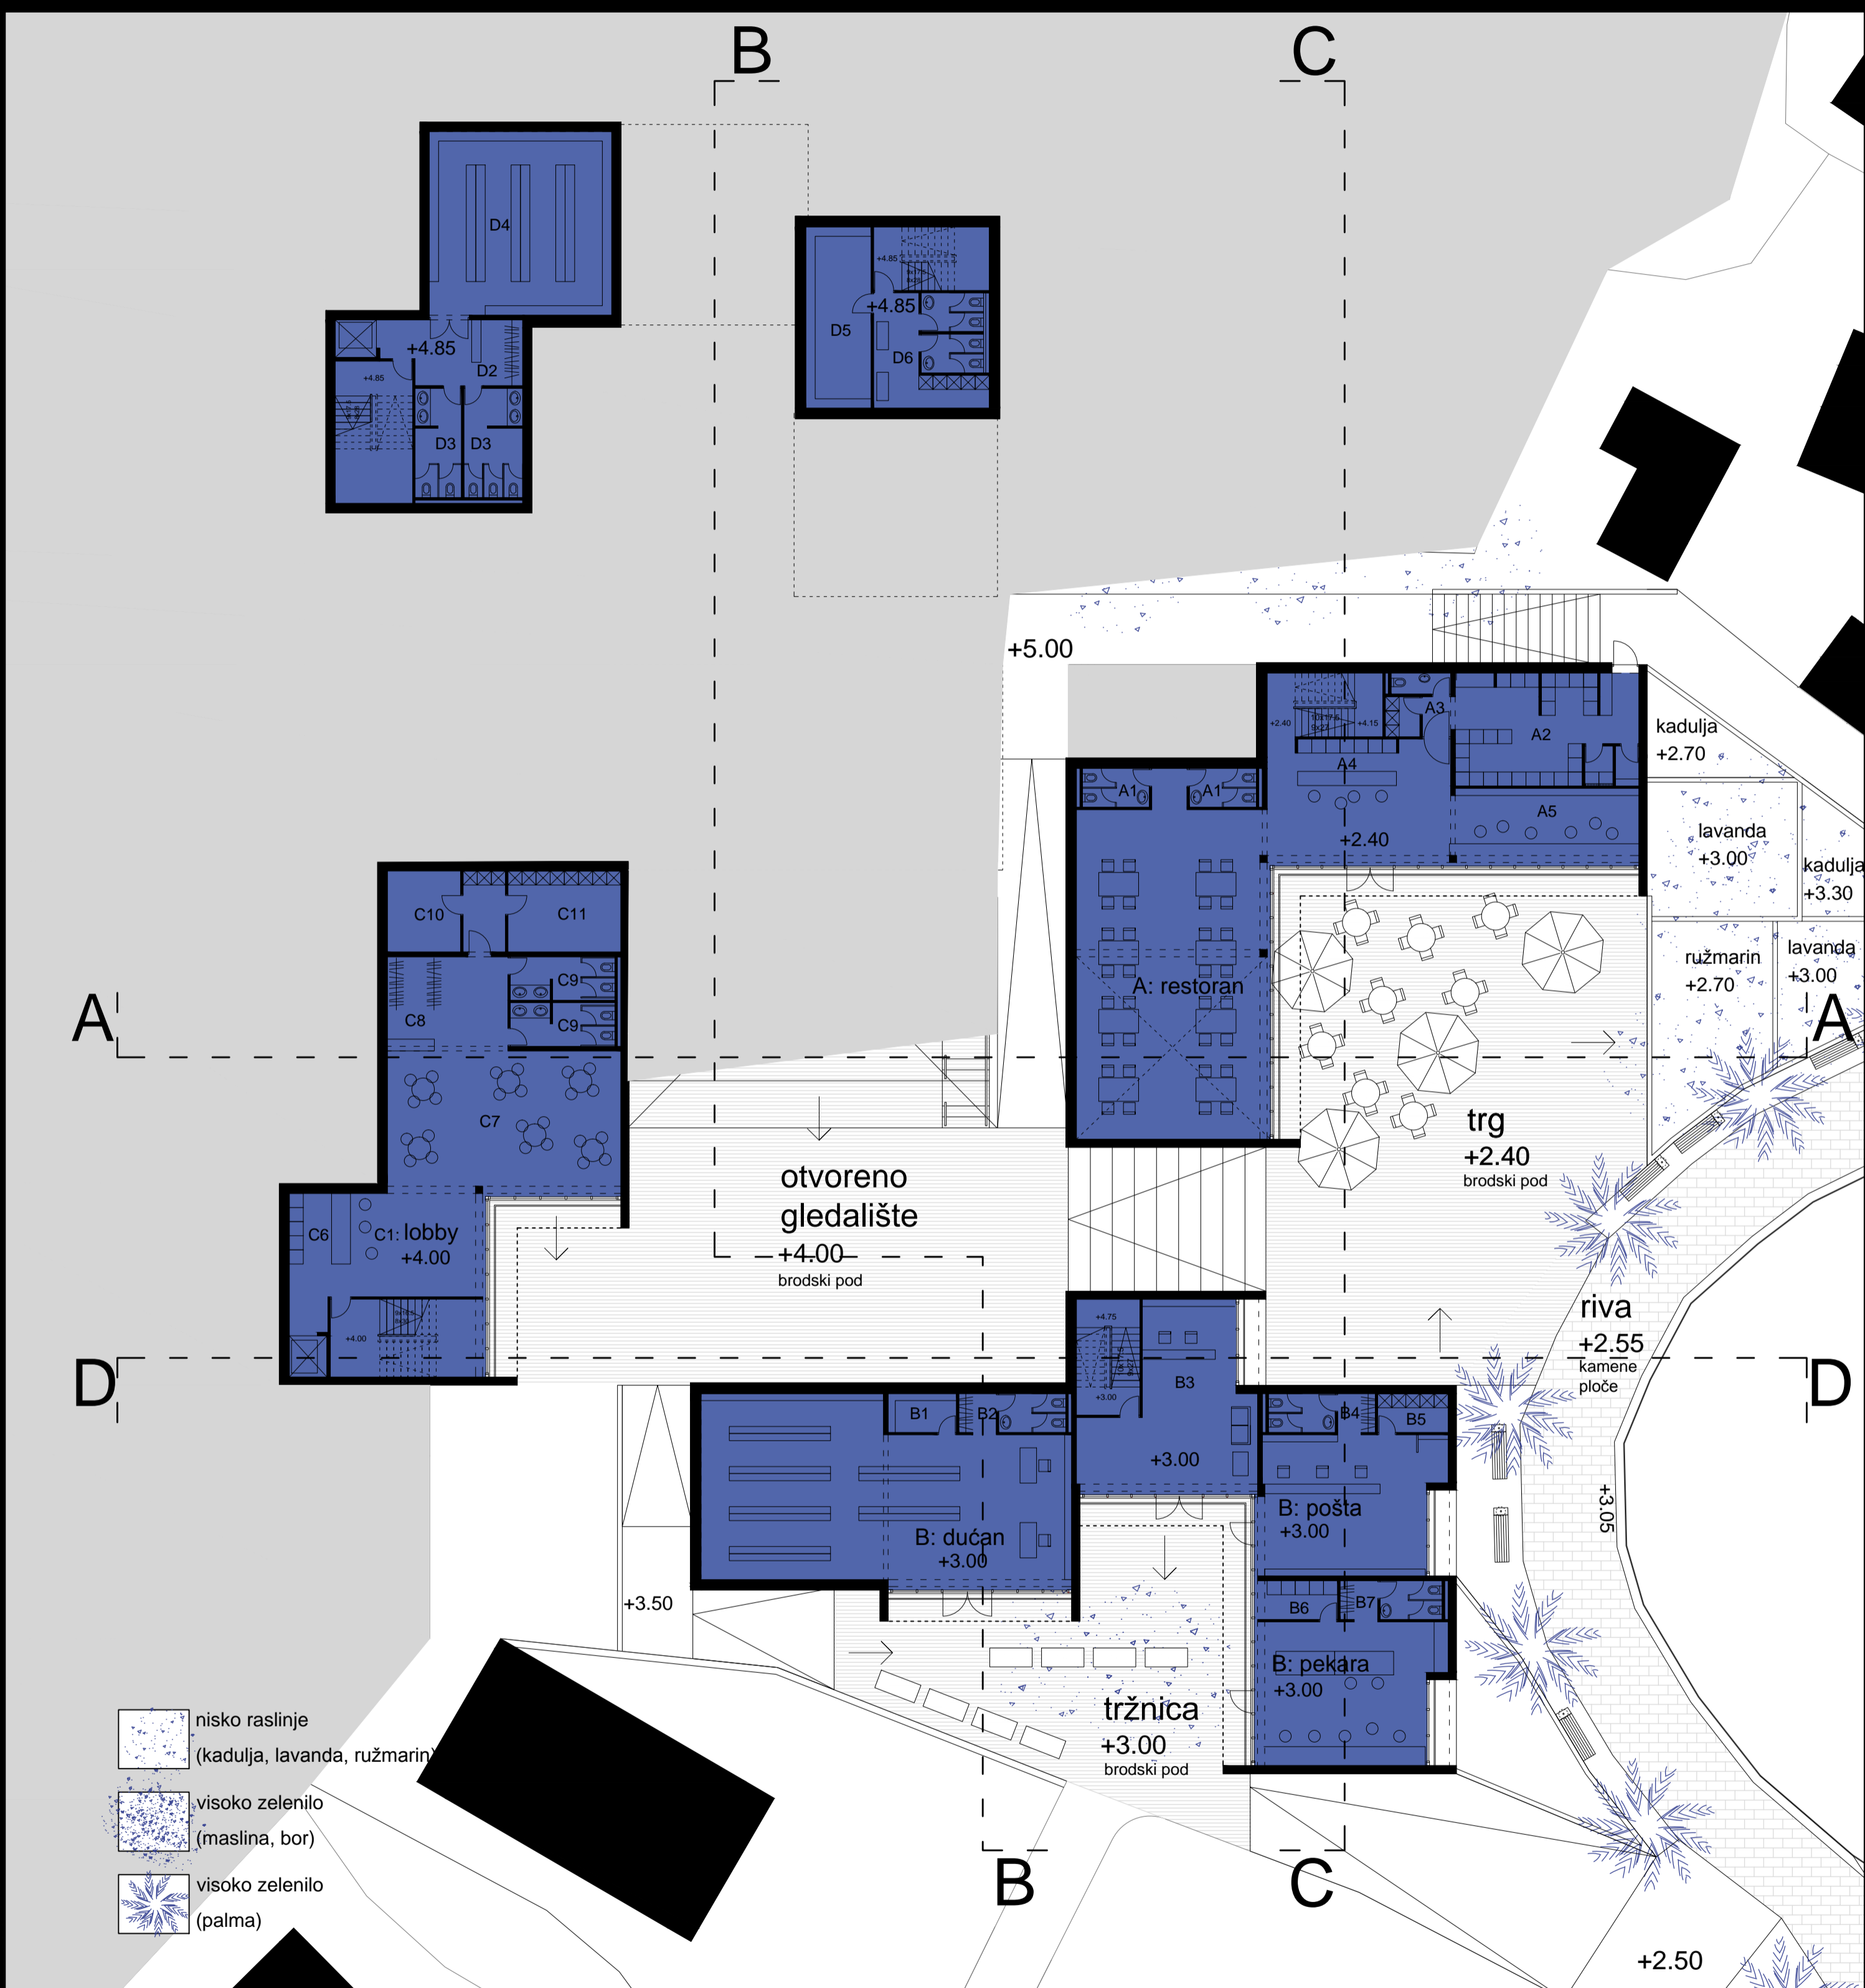 B
C
D4
D5
+4.85
+4.85
D6
+4.85
D2
+4.85
D3
D3
+5.00
A3
+2.40
+4.15
A2
A4
kadulja
+2.70
A1
A1
A5
+2.40
lavanda
+3.00
kadulja
+3.30
C10
C11
ružmarin
+2.70
lavanda
+3.00
A: restoran
C9
C8
C9
A
A
C7
trg
+2.40
brodski pod
otvoreno
gledalište
+4.00
brodski pod
C6
C1: lobby
+4.00
+4.00
riva
+2.55
kamene
ploče
+4.75
B3
+3.00
D
D
B1
B2
B4
B5
+3.00
B: pošta
+3.00
+3.05
B: dućan
+3.00
+3.50
B6
B7
B: pekara
+3.00
tržnica
+3.00
brodski pod
nisko raslinje
(kadulja, lavanda, ružmarin)
visoko zelenilo
(maslina, bor)
visoko zelenilo
(palma)
B
C
+2.50